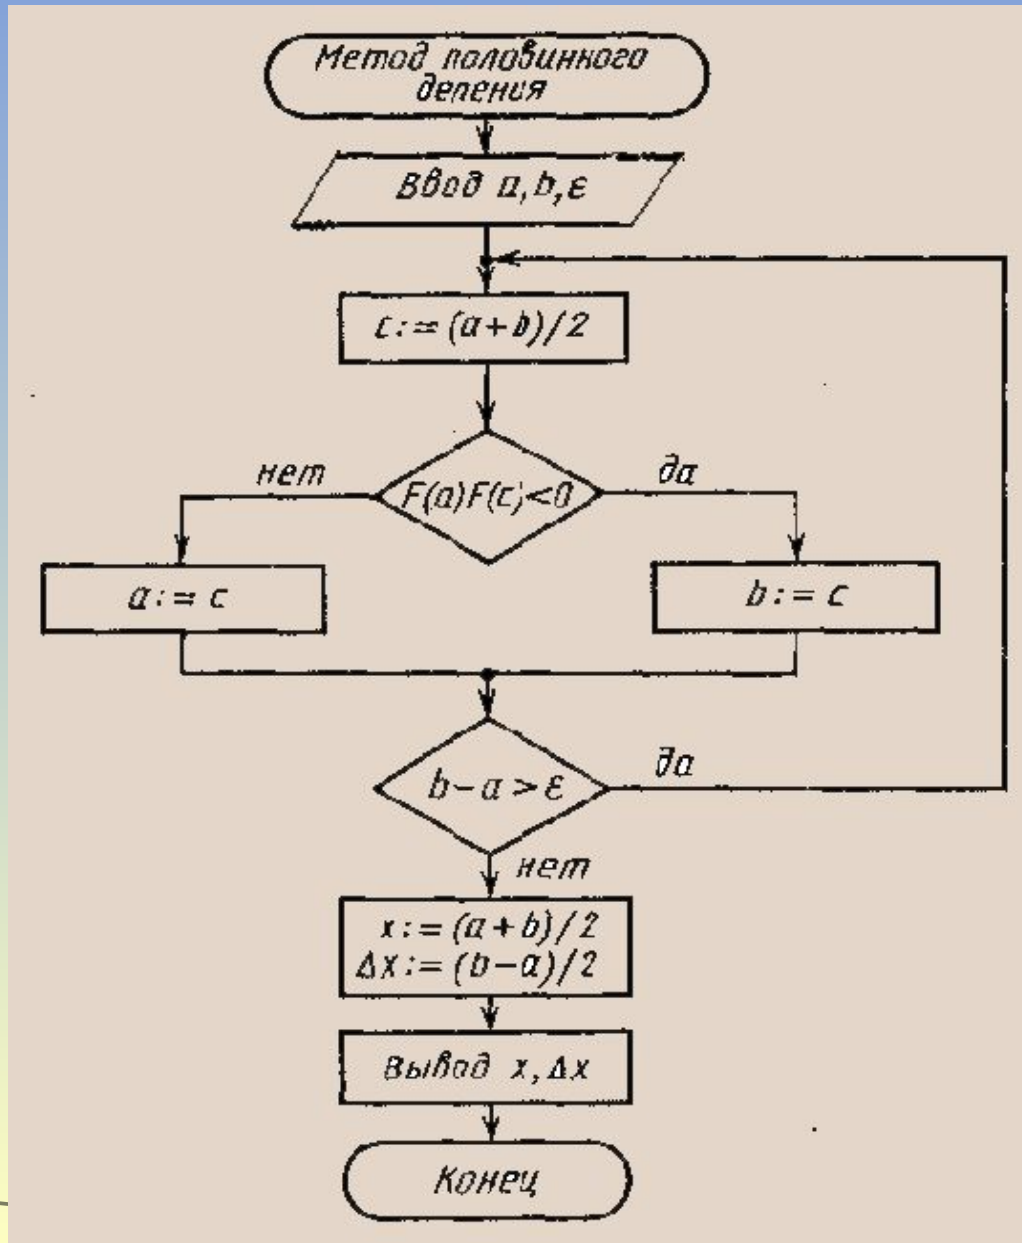 Метод половинного
деления
Ввод a, b, ε
c := (a + b) / 2
F(a)F(c) < 0
нет
да
a := c
b := c
b − a > ε
да
нет
x := (a + b) / 2
Δx := (b − a) / 2
Вывод x, Δx
Конец